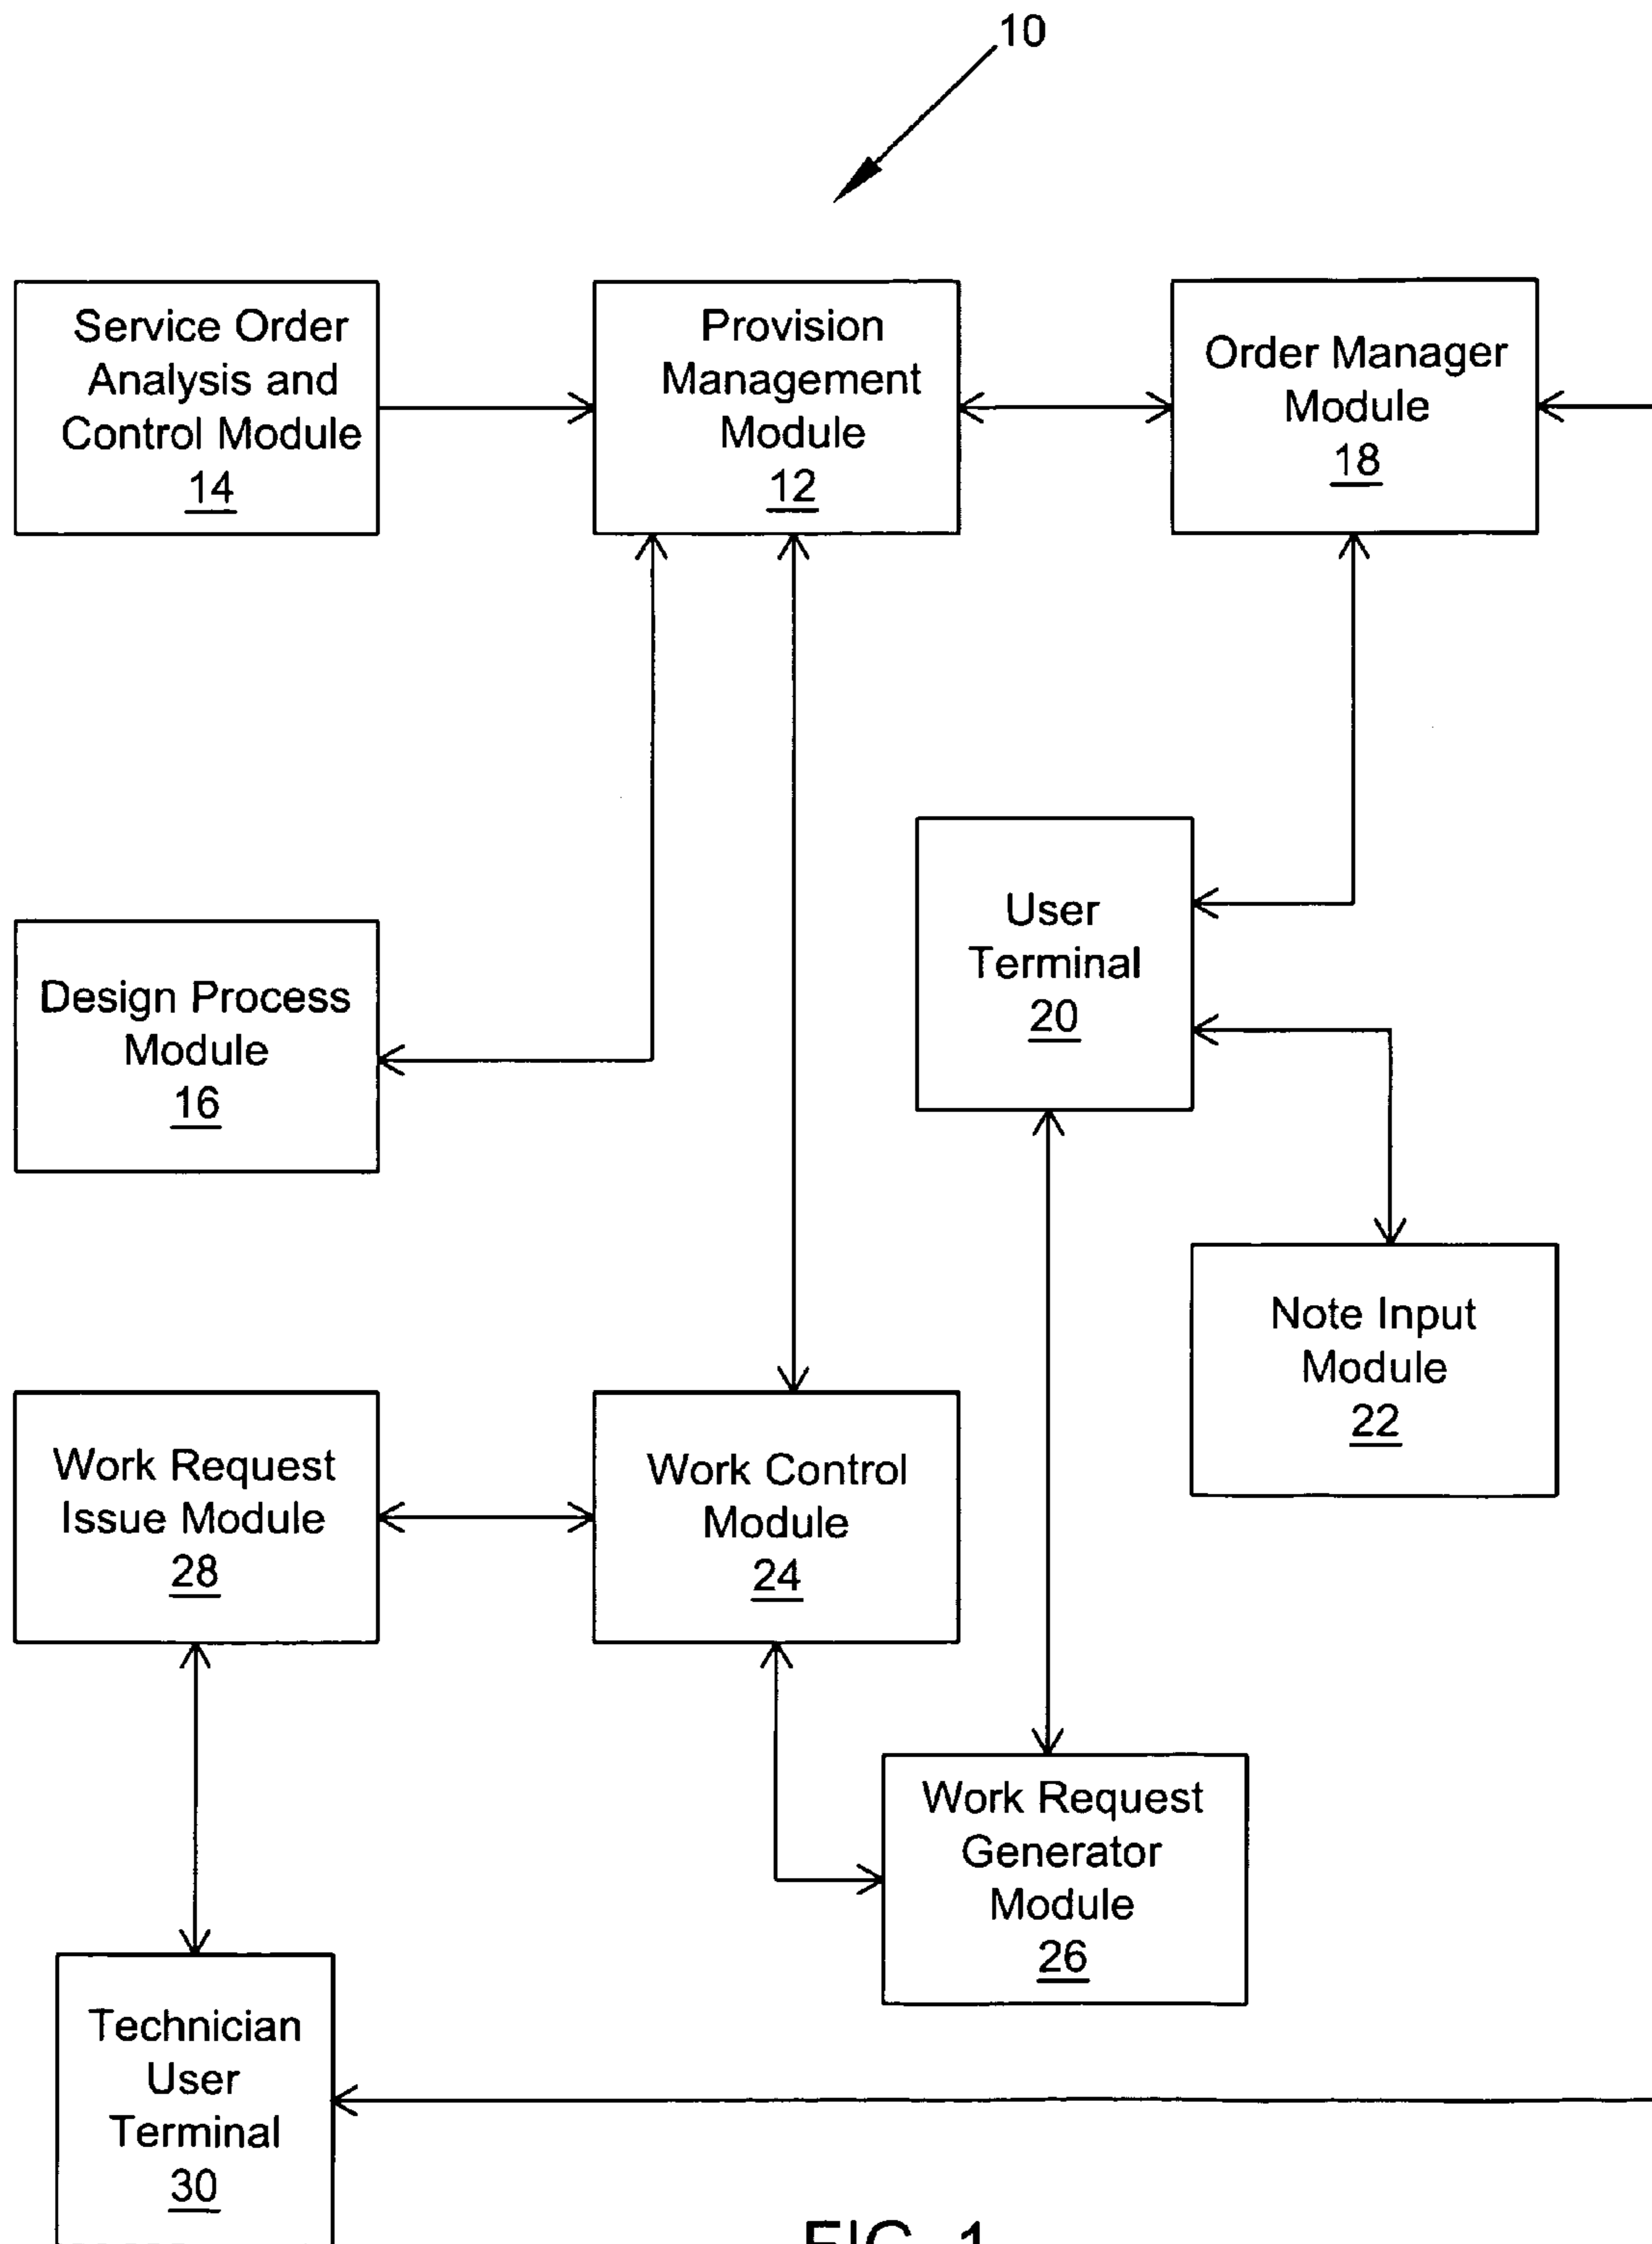 10
Service Order
Analysis and
Control Module
14
Provision
Management
Module
12
Order Manager
Module
18
User
Terminal
20
Design Process
Module
16
Note Input
Module
22
Work Request
Issue Module
28
Work Control
Module
24
Work Request
Generator
Module
26
Technician
User
Terminal
30
FIG. 1